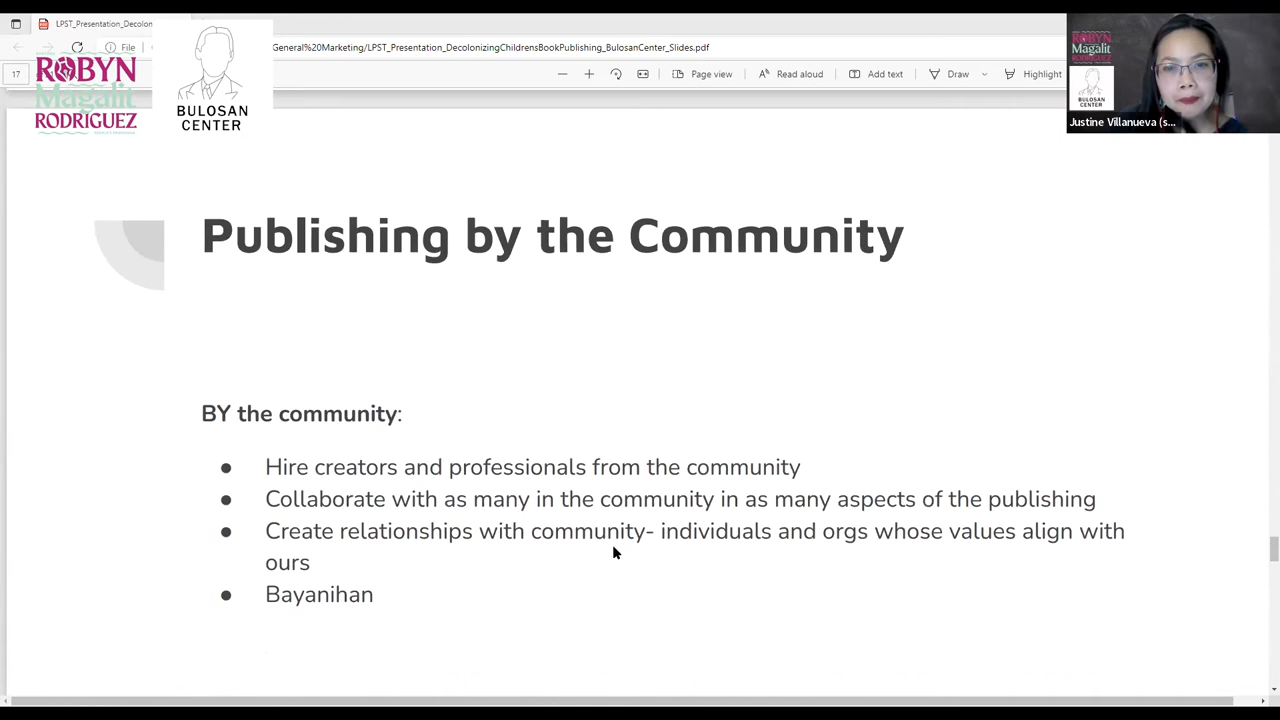 LPST_Presentation_Decolon
File
General%20Marketing/LPST_Presentation_DecolonizingChildrensBookPublishing_BulosanCenter_Slides.pdf
17
Page view
Read aloud
Add text
Draw
Highlight
ROBYN
Magalit
RODRIGUEZ
BULOSAN
CENTER
ROBYN
Magalit
RODRIGUEZ
BULOSAN
CENTER
Justine Villanueva (s...
Publishing by the Community
BY the community:
● Hire creators and professionals from the community
● Collaborate with as many in the community in as many aspects of the publishing
● Create relationships with community- individuals and orgs whose values align with
ours
● Bayanihan